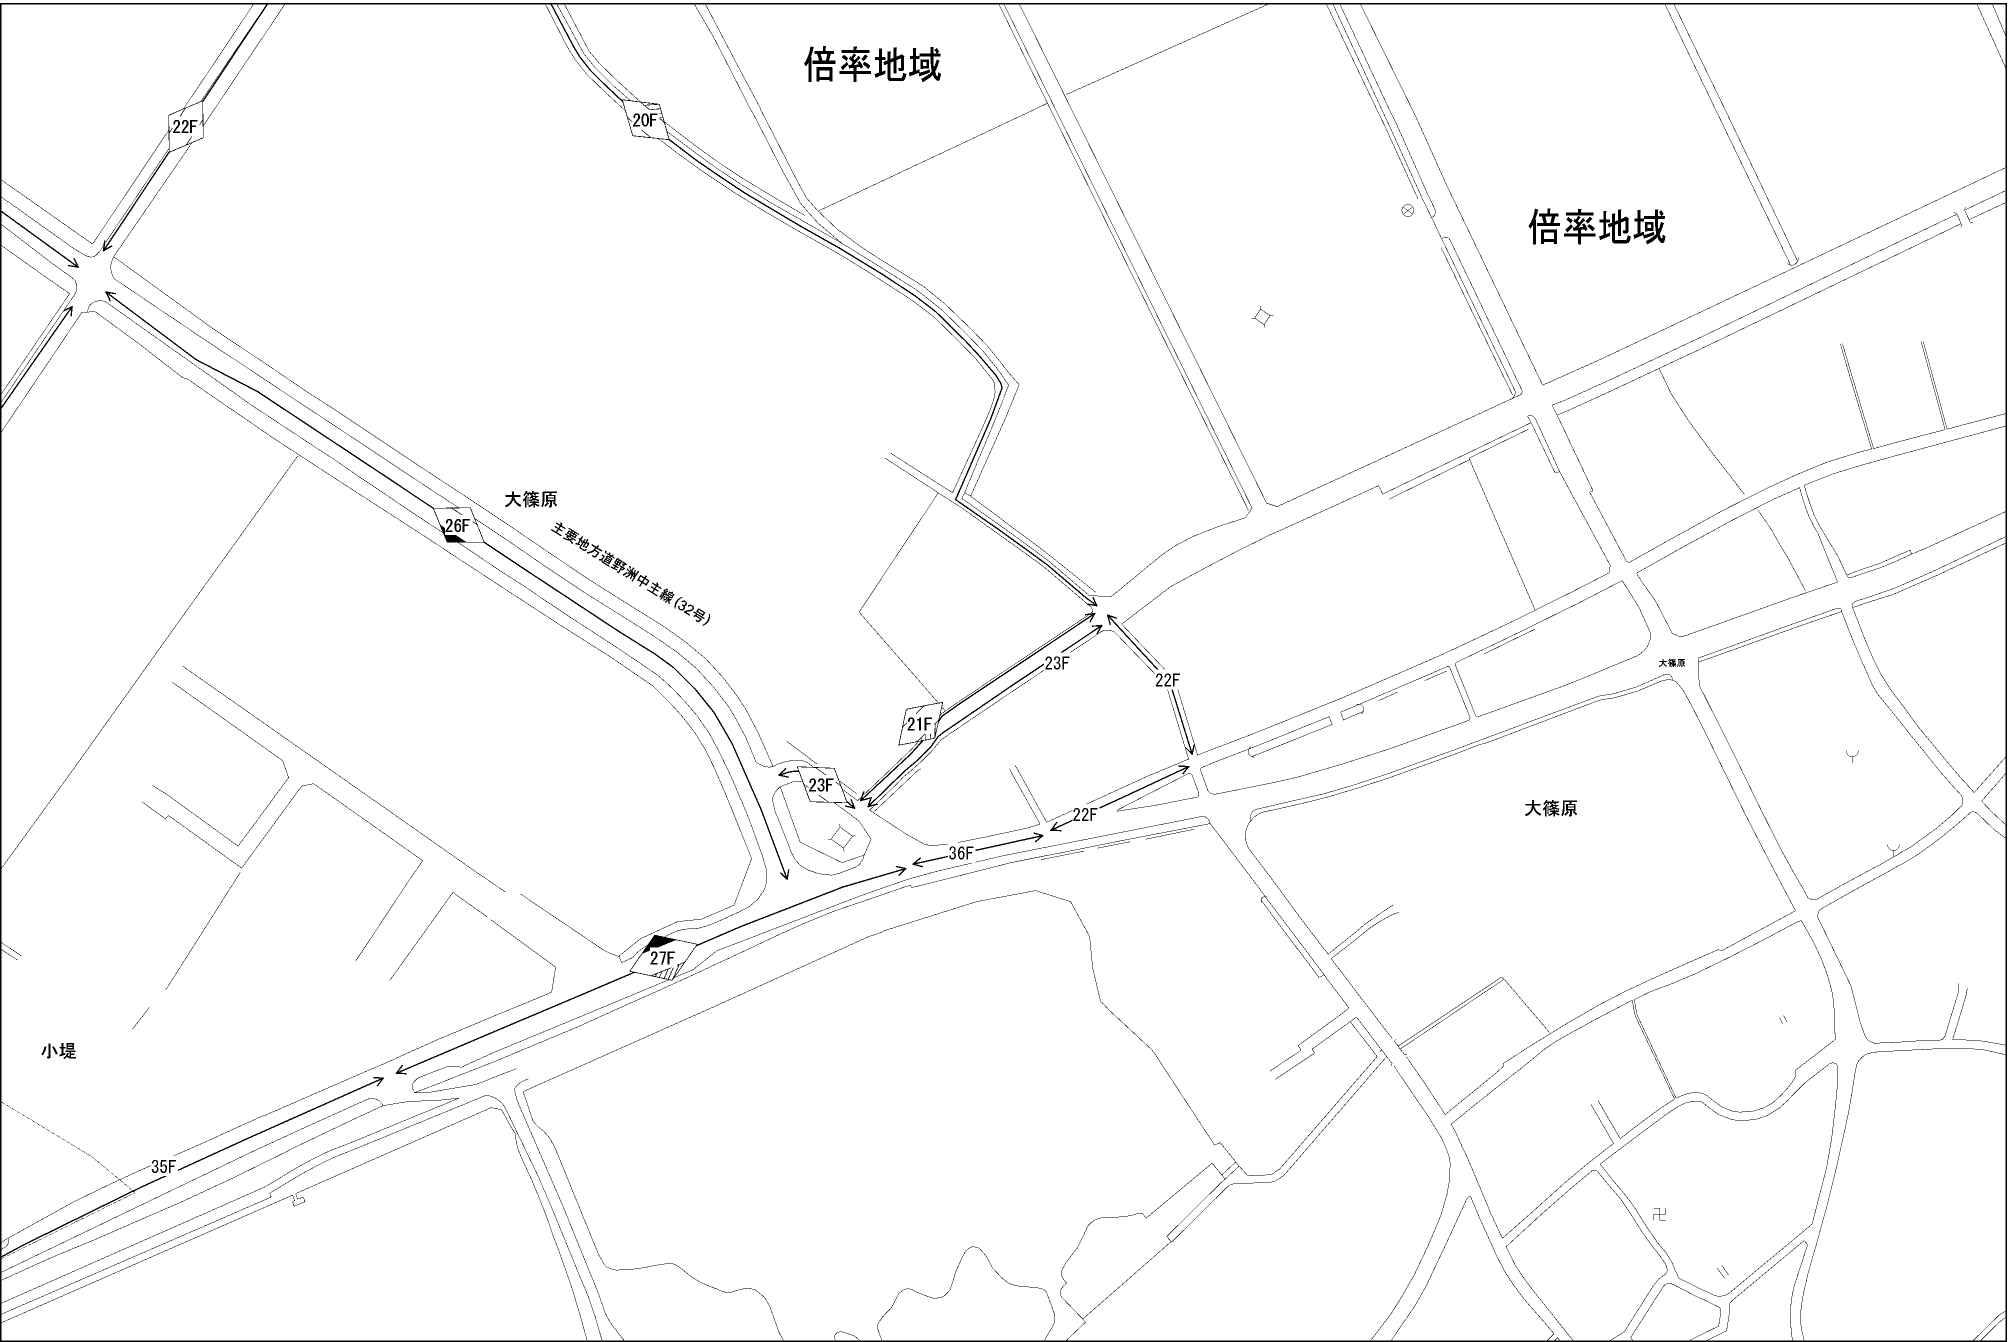 倍率地域
20F
22F
倍率地域
大篠原
26F
主要地方道野洲中主線(32号)
23F
大篠原
22F
21F
23F
大篠原
22F
36F
27F
小堤
35F